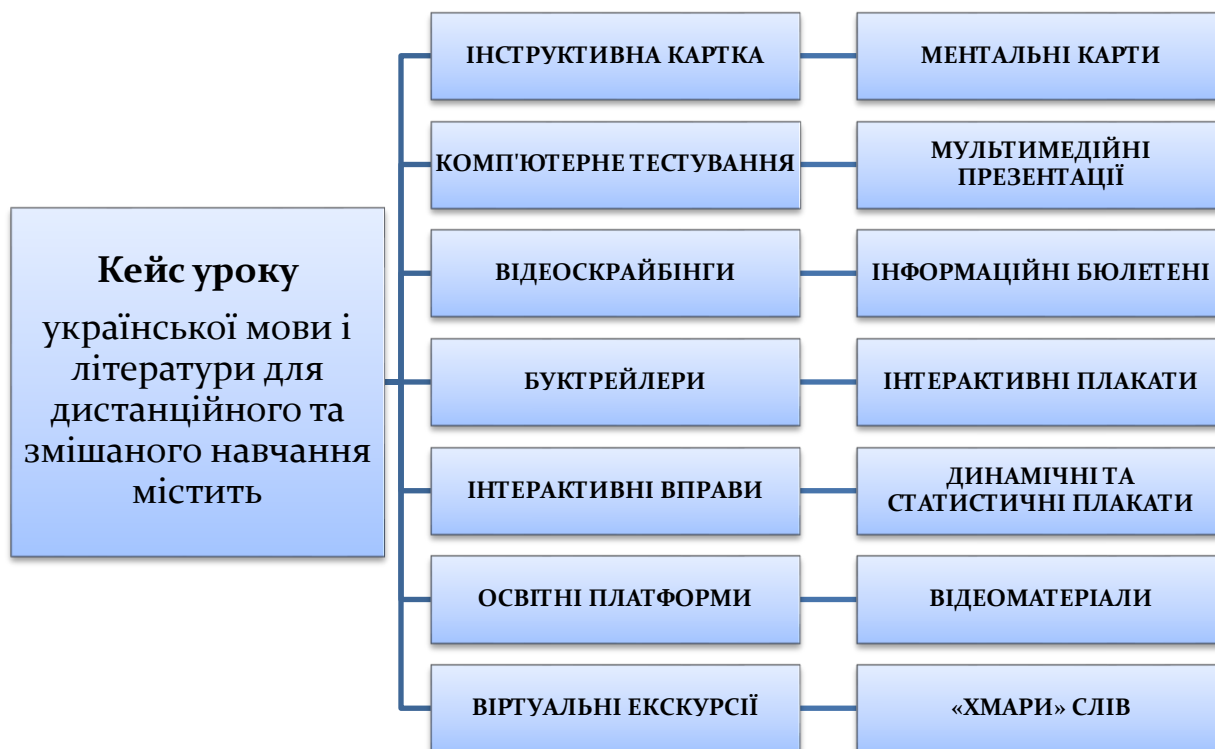 Кейс уроку
української мови і
літератури для
дистанційного та
змішаного навчання
містить
ІНСТРУКТИВНА КАРТКА
МЕНТАЛЬНІ КАРТИ
КОМП'ЮТЕРНЕ ТЕСТУВАННЯ
МУЛЬТИМЕДІЙНІ
ПРЕЗЕНТАЦІЇ
ВІДЕОСКРАЙБІНГИ
ІНФОРМАЦІЙНІ БЮЛЕТЕНІ
БУКТРЕЙЛЕРИ
ІНТЕРАКТИВНІ ПЛАКАТИ
ІНТЕРАКТИВНІ ВПРАВИ
ДИНАМІЧНІ ТА
СТАТИСТИЧНІ ПЛАКАТИ
ОСВІТНІ ПЛАТФОРМИ
ВІДЕОМАТЕРІАЛИ
ВІРТУАЛЬНІ ЕКСКУРСІЇ
«ХМАРИ» СЛІВ